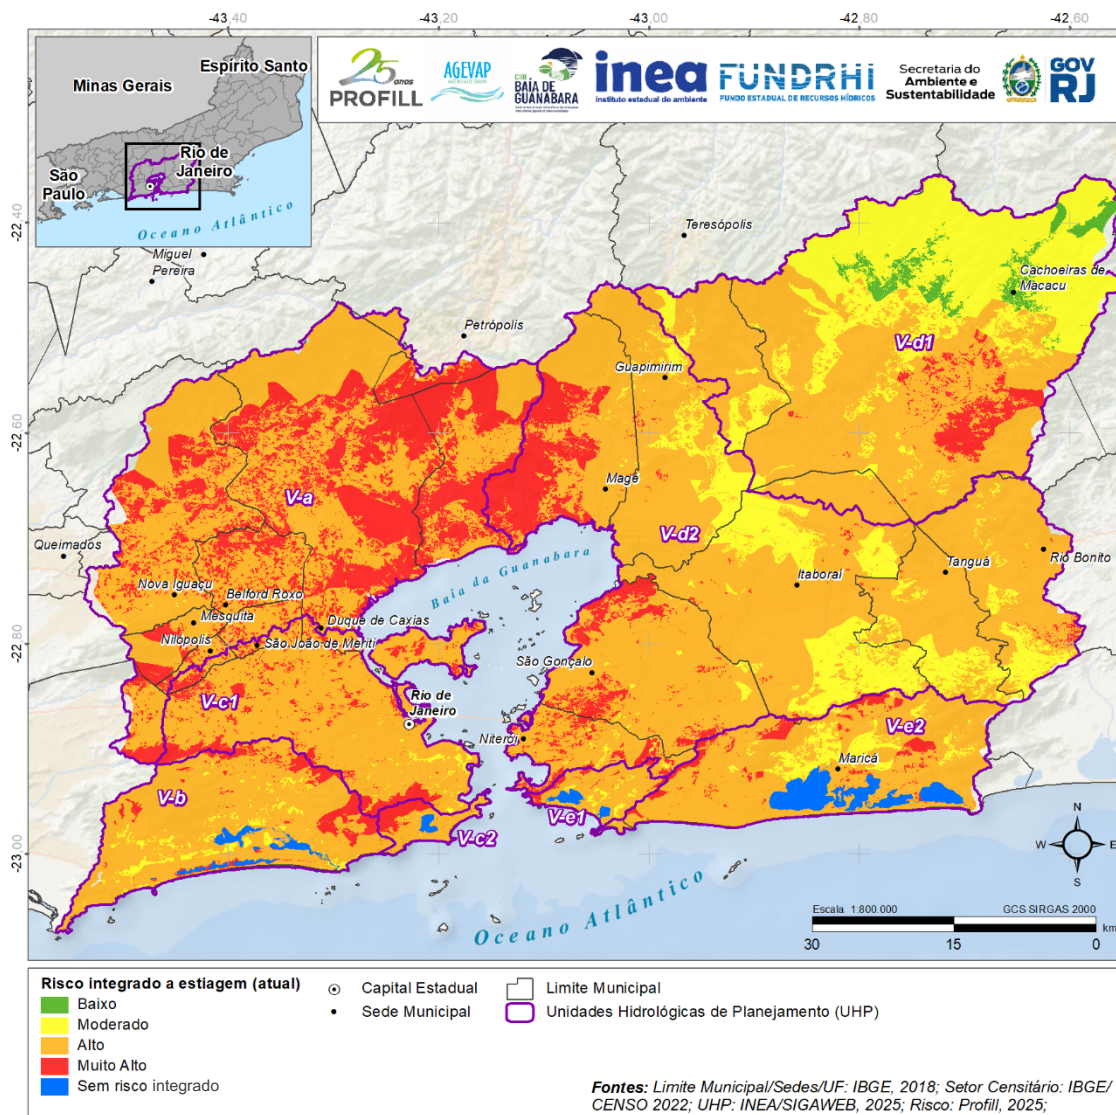 -43,40
-43,20
-43,00
-42,80
-42,60
Espírito Santo
Minas Gerais
Rio de
Janeiro
São
Paulo
Oceano Atlântico
25 anos
PROFILL
AGEVAP
CBH
BAÍA DE
GUANABARA
inea
instituto estadual do ambiente
FUNDRHI
FUNDO ESTADUAL DE RECURSOS HÍDRICOS
Secretaria do
Ambiente e
Sustentabilidade
GOV
RJ
-22,40
-22,60
-22,80
-23,00
Miguel
Pereira
Teresópolis
Cachoeiras de
Macacu
Petrópolis
V-d1
Guapimirim
V-a
Magé
V-d2
Queimados
Baía da Guanabara
Rio Bonito
Tanguá
Itaboraí
Nova Iguaçu
Belford Roxo
Mesquita
Duque de Caxias
Nilópolis
São João de Meriti
São Gonçalo
V-c1
Rio de
Janeiro
Niterói
V-e2
Maricá
V-b
V-e1
V-c2
Oceano Atlântico
N
W
E
S
Escala 1:800.000
GCS SIRGAS 2000
km
30
15
0
Risco integrado a estiagem (atual)
Baixo
Moderado
Alto
Muito Alto
Sem risco integrado
Capital Estadual
Sede Municipal
Limite Municipal
Unidades Hidrológicas de Planejamento (UHP)
Fontes: Limite Municipal/Sedes/UF: IBGE, 2018; Setor Censitário: IBGE/
CENSO 2022; UHP: INEA/SIGAWEB, 2025; Risco: Profill, 2025;